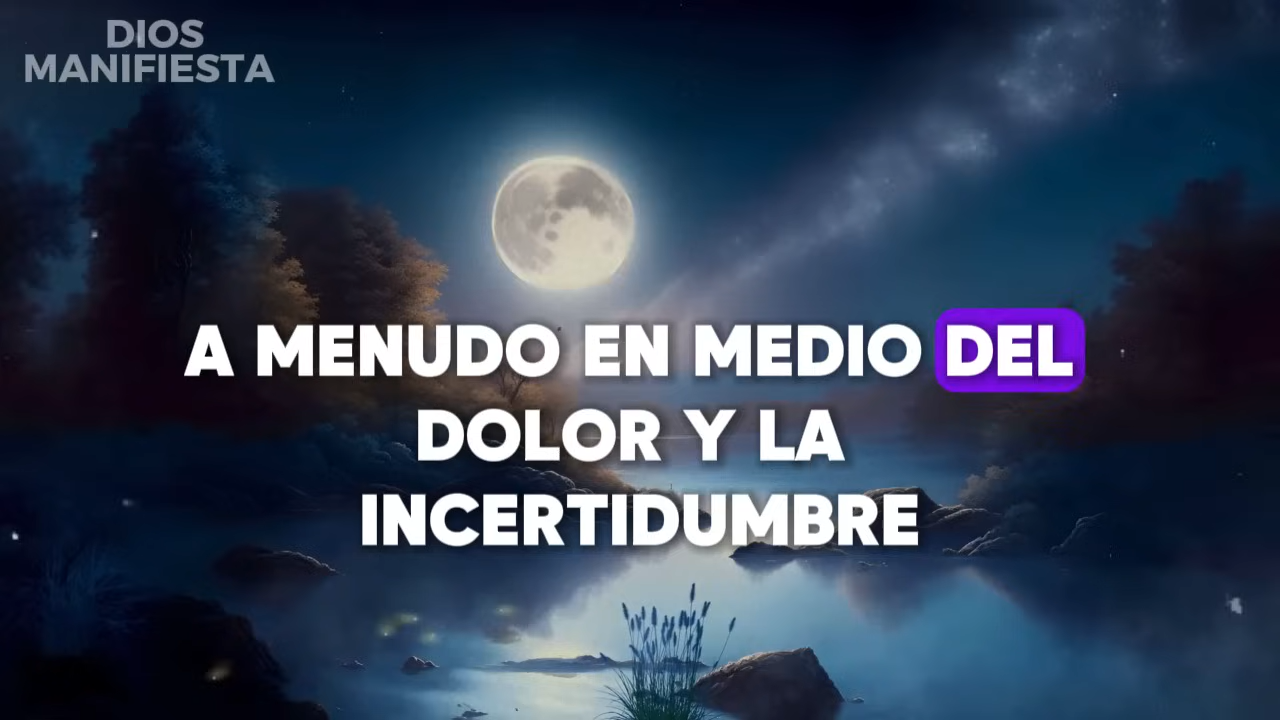 DIOS
MANIFIESTA
A MENUDO EN MEDIO DEL
DOLOR Y LA
INCERTIDUMBRE